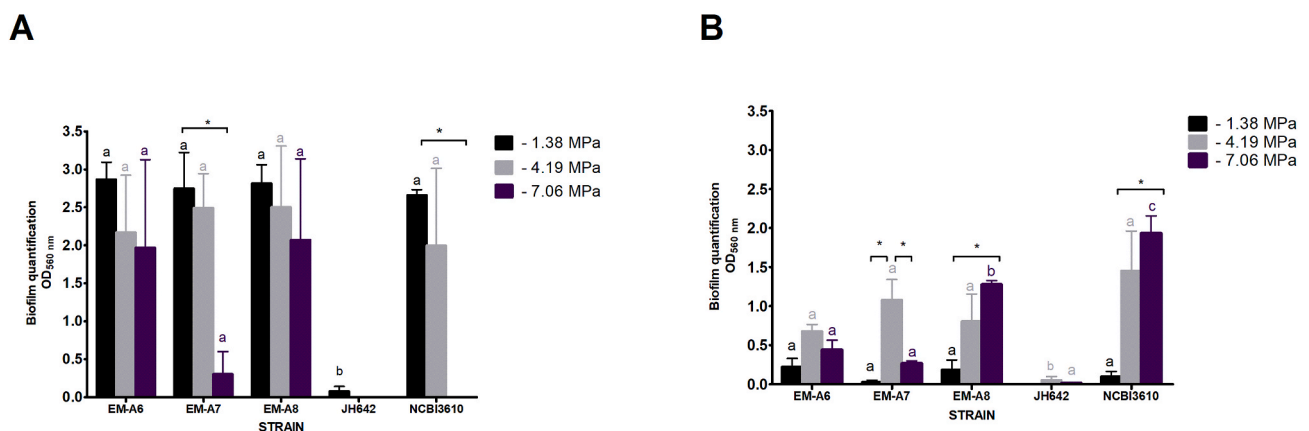 A
B
Biofilm quantification
OD560 nm
3.5
3.0
2.5
2.0
1.5
1.0
0.5
0.0
a
a
a
a
a
a
*
a
a
a
b
a
a
*
EM-A6
EM-A7
EM-A8
JH642
NCBI3610
STRAIN
- 1.38 MPa
- 4.19 MPa
- 7.06 MPa
Biofilm quantification
OD560 nm
3.5
3.0
2.5
2.0
1.5
1.0
0.5
0.0
a
a
a
a
a
a
*
*
a
a
b
*
b
a
a
a
c
*
EM-A6
EM-A7
EM-A8
JH642
NCBI3610
STRAIN
- 1.38 MPa
- 4.19 MPa
- 7.06 MPa